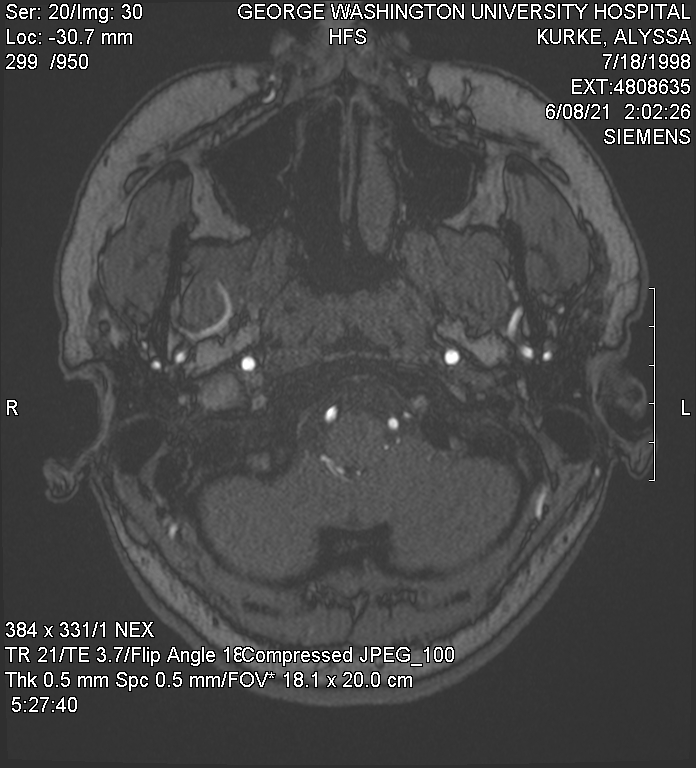 Ser: 20/Img: 30
Loc: -30.7 mm
299 /950
GEORGE WASHINGTON UNIVERSITY HOSPITAL
HFS
KURKE, ALYSSA
7/18/1998
EXT:4808635
6/08/21 2:02:26
SIEMENS
R
L
384 x 331/1 NEX
TR 21/TE 3.7/Flip Angle 18Compressed JPEG_100
Thk 0.5 mm Spc 0.5 mm/FOV* 18.1 x 20.0 cm
5:27:40